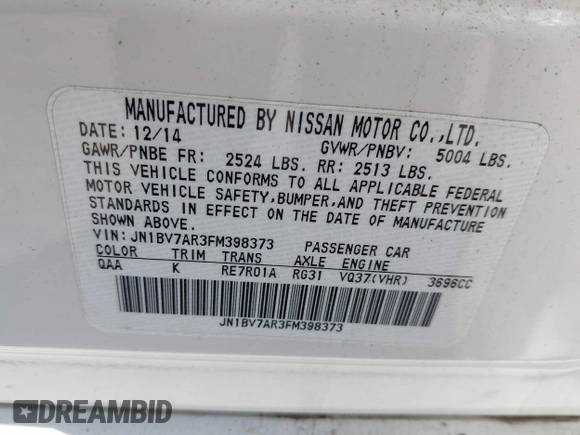 MANUFACTURED BY NISSAN MOTOR CO.,LTD.
DATE: 12/14 GVWR/PNBV: 5004 LBS.
GAWR/PNBE FR: 2524 LBS. RR: 2513 LBS.
THIS VEHICLE CONFORMS TO ALL APPLICABLE FEDERAL
MOTOR VEHICLE SAFETY,BUMPER,AND THEFT PREVENTION
STANDARDS IN EFFECT ON THE DATE OF MANUFACTURE
SHOWN ABOVE.
VIN: JN1BV7AR3FM398373 PASSENGER CAR
COLOR TRIM TRANS AXLE ENGINE
QAA K RE7R01A RG31 VQ37(VHR) 3696CC
JN1BV7AR3FM398373
DREAMBID